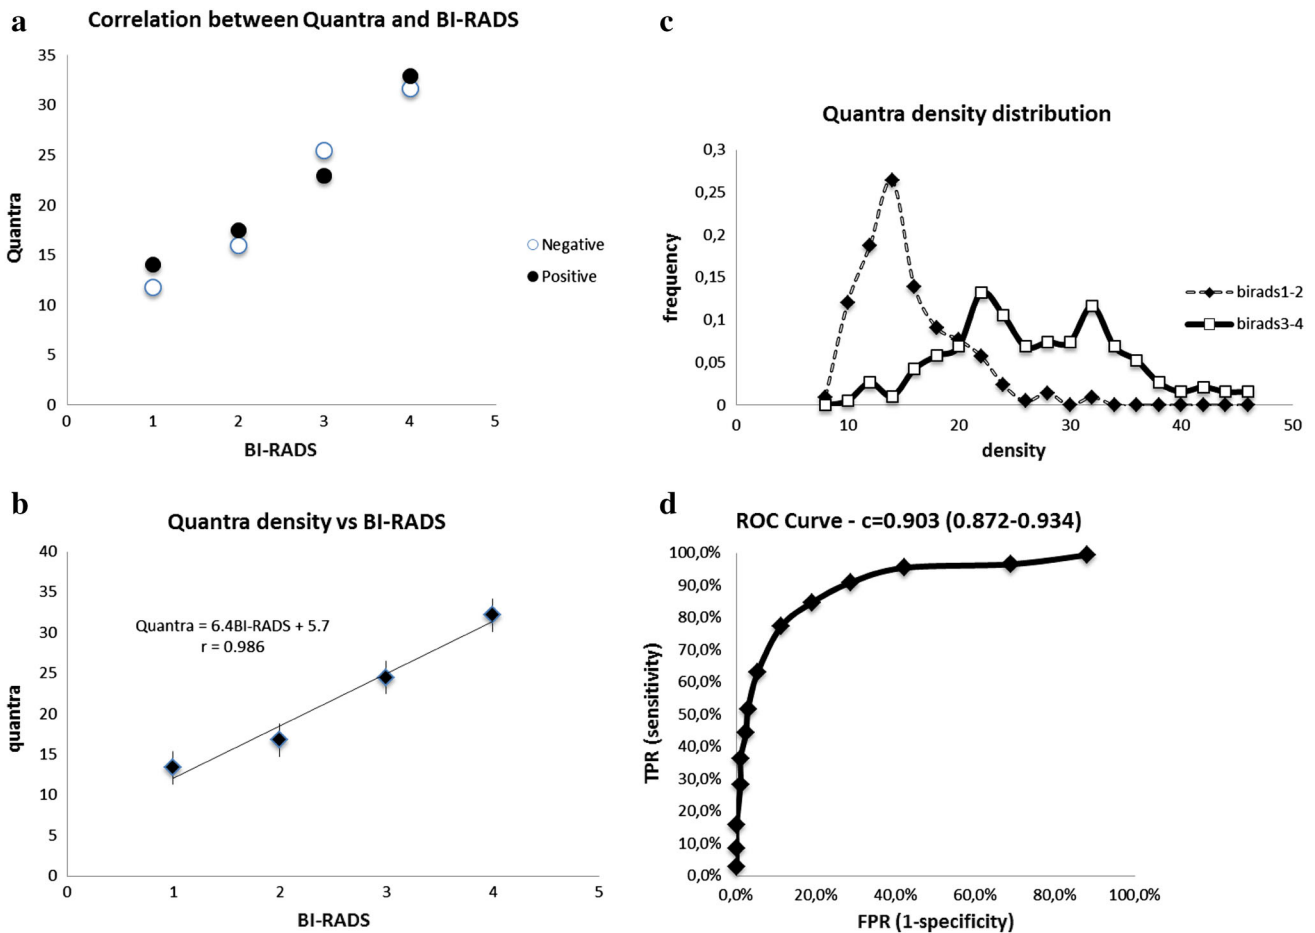 a
Correlation between Quantra and BI-RADS
35
30
25
20
15
10
5
0
Quantra
0 1 2 3 4 5
BI-RADS
Negative
Positive
b
Quantra density vs BI-RADS
40
35
30
25
20
15
10
5
0
quantra
Quantra = 6.4BI-RADS + 5.7
r = 0.986
0 1 2 3 4 5
BI-RADS
c
Quantra density distribution
0,3
0,25
0,2
0,15
0,1
0,05
0
frequency
0 10 20 30 40 50
density
birads1-2
birads3-4
d
ROC Curve - c=0.903 (0.872-0.934)
100,0%
90,0%
80,0%
70,0%
60,0%
50,0%
40,0%
30,0%
20,0%
10,0%
0,0%
TPR (sensitivity)
0,0% 20,0% 40,0% 60,0% 80,0% 100,0%
FPR (1-specificity)